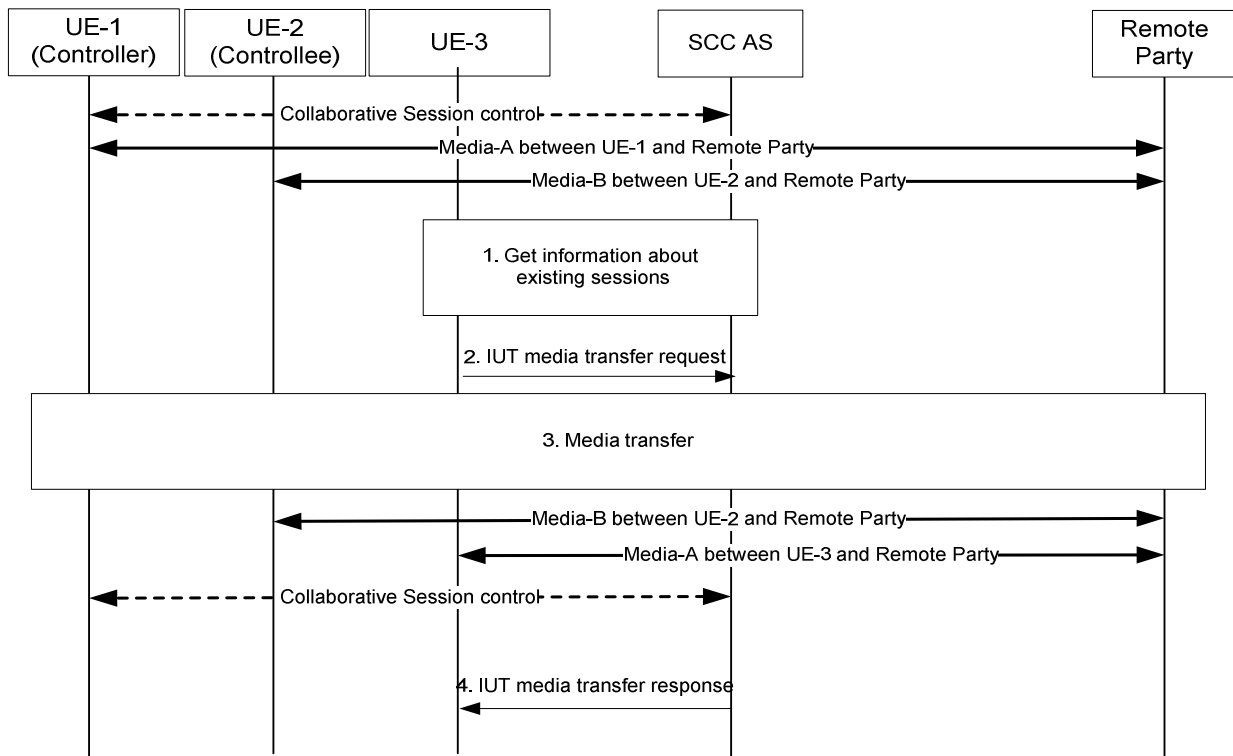 UE-1
(Controller)
UE-2
(Controllee)
UE-3
SCC AS
Remote
Party
Collaborative Session control
Media-A between UE-1 and Remote Party
Media-B between UE-2 and Remote Party
1. Get information about
existing sessions
2. IUT media transfer request
3. Media transfer
Media-B between UE-2 and Remote Party
Media-A between UE-3 and Remote Party
Collaborative Session control
4. IUT media transfer response